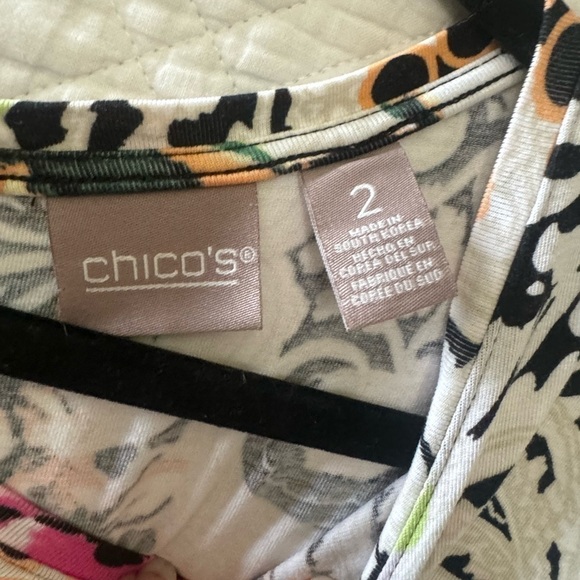 chico's®
2
MADE IN
SOUTH KOREA
HECHO EN
COREA DEL SUR
FABRIQUÉ EN
CORÉE DU SUD